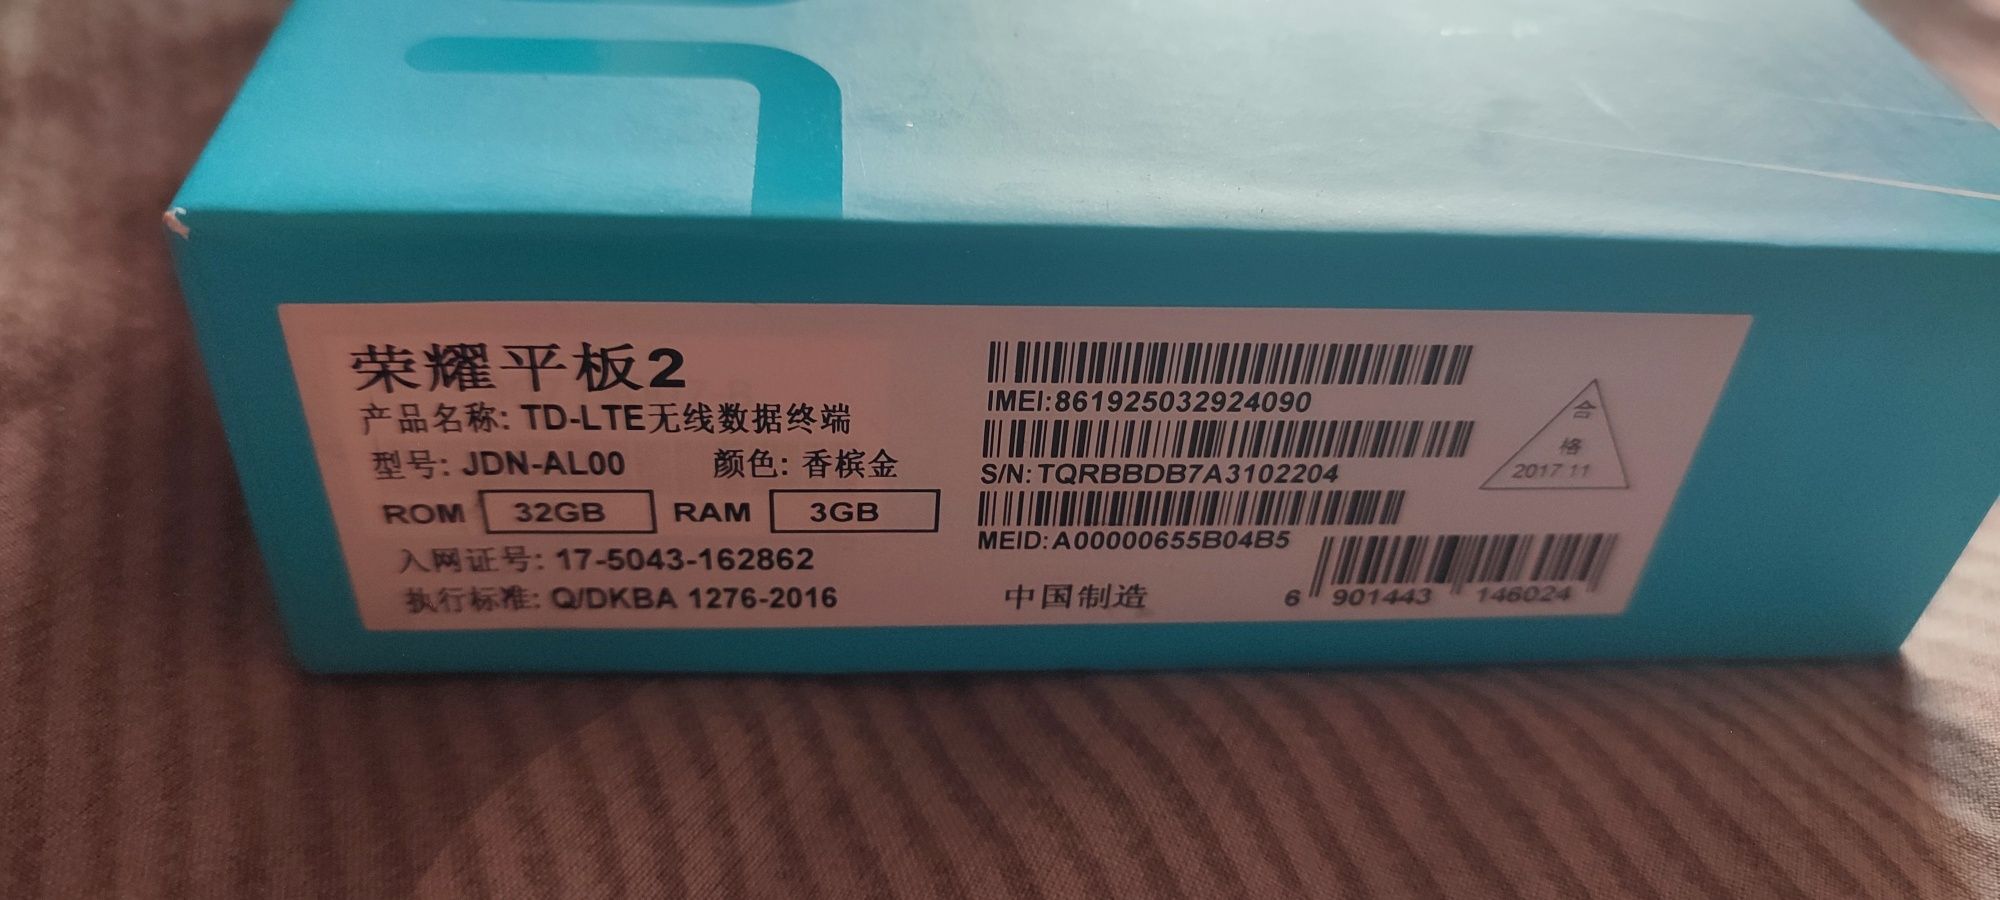 荣耀平板2
产品名称: TD-LTE无线数据终端
型号: JDN-AL00 颜色: 香槟金
ROM 32GB RAM 3GB
入网证号: 17-5043-162862
执行标准: Q/DKBA 1276-2016
IMEI:861925032924090
S/N:TQRBBDB7A3102204
MEID:A00000655B04B5
中国制造
合
格
2017 11
6 901443 146024